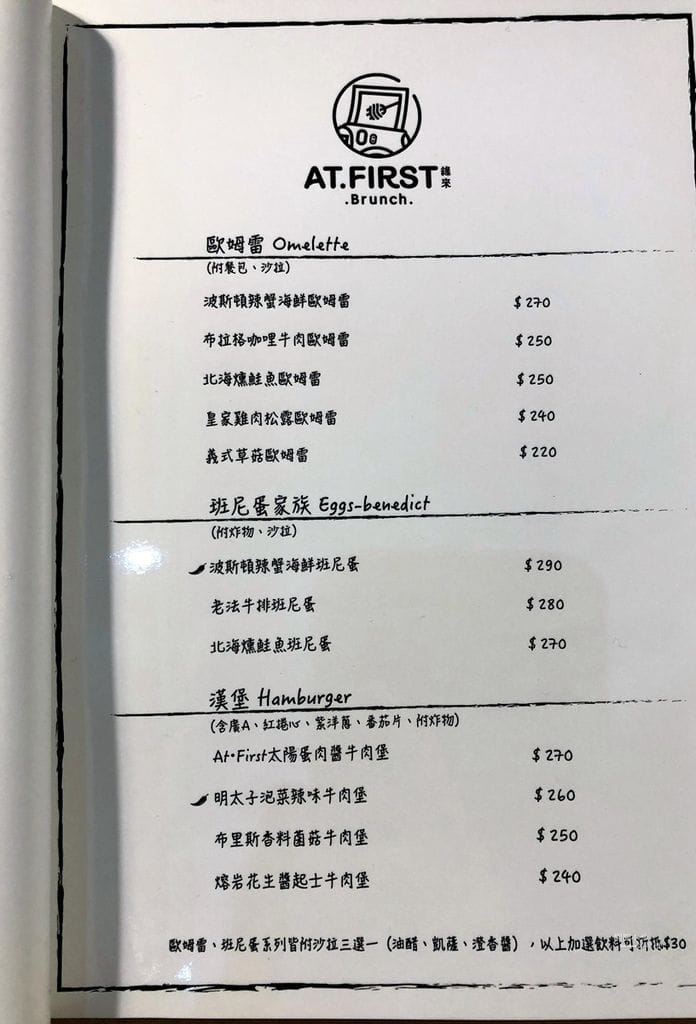 AT.FIRST 緣來
.Brunch.
歐姆雷 Omelette
(附餐包、沙拉)
波斯頓辣蟹海鮮歐姆雷 $270
布拉格咖哩牛肉歐姆雷 $250
北海燻鮭魚歐姆雷 $250
皇家雞肉松露歐姆雷 $240
義式草菇歐姆雷 $220
班尼蛋家族 Eggs-benedict
(附炸物、沙拉)
波斯頓辣蟹海鮮班尼蛋 $290
老法牛排班尼蛋 $280
北海燻鮭魚班尼蛋 $270
漢堡 Hamburger
(含廣A、紅捲心、紫洋蔥、番茄片、附炸物)
At·First太陽蛋肉醬牛肉堡 $270
明太子泡菜辣味牛肉堡 $260
布里斯香料菌菇牛肉堡 $250
熔岩花生醬起士牛肉堡 $240
歐姆雷、班尼蛋系列皆附沙拉三選一 (油醋、凱薩、澄香醬)，以上加選飲料可折抵$30